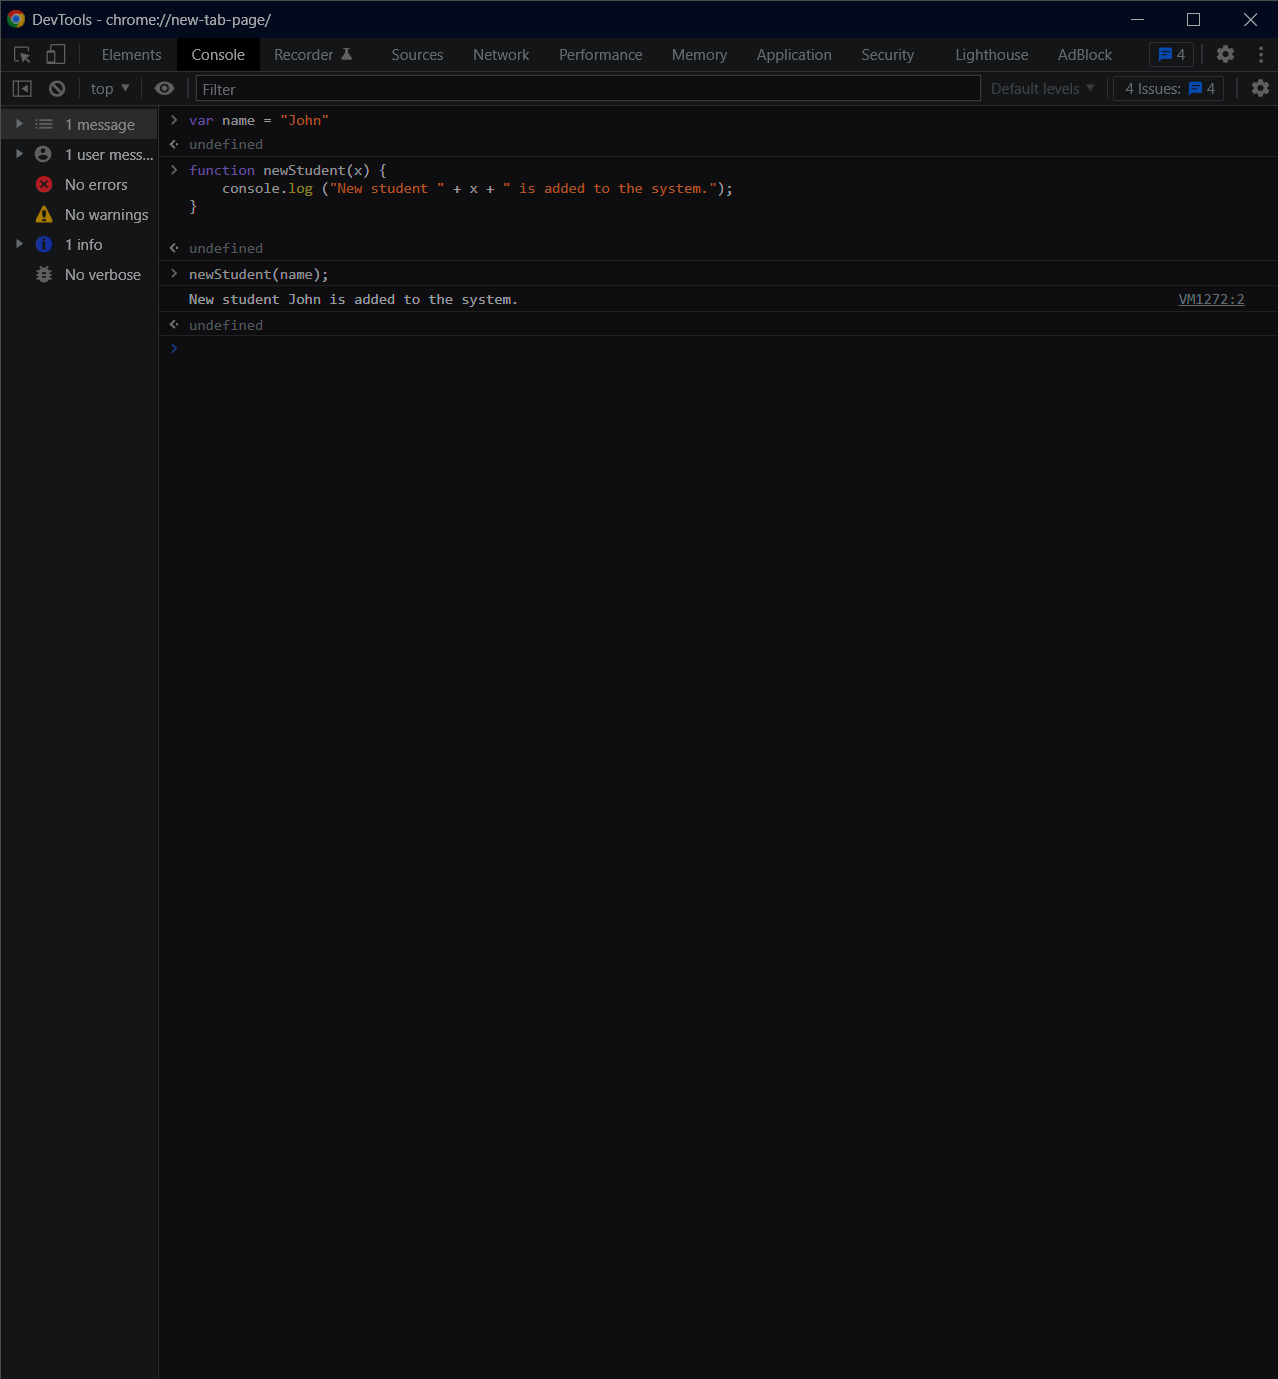 DevTools - chrome://new-tab-page/
Elements Console Recorder Sources Network Performance Memory Application Security Lighthouse AdBlock 4
top Filter Default levels 4 Issues: 4
1 message
1 user mess...
No errors
No warnings
1 info
No verbose
var name = "John"
undefined
function newStudent(x) {
    console.log ("New student " + x + " is added to the system.");
}
undefined
newStudent(name);
New student John is added to the system. VM1272:2
undefined